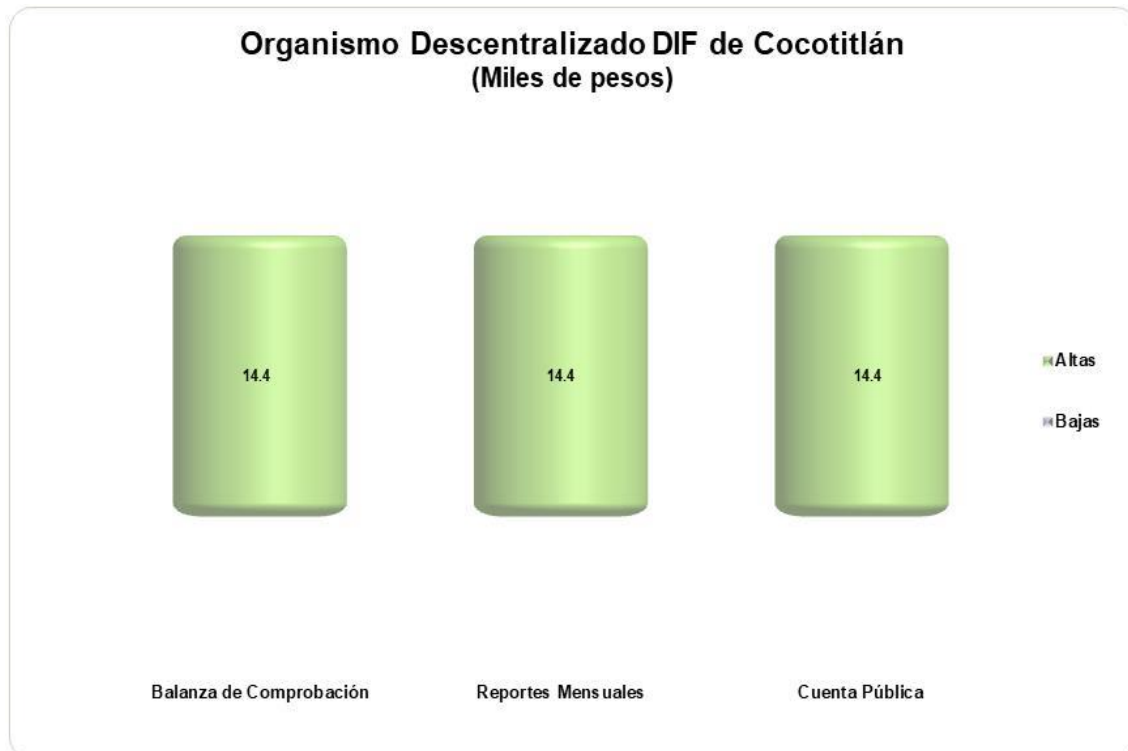 Organismo Descentralizado DIF de Cocotitlán
(Miles de pesos)
14.4
14.4
14.4
Altas
Bajas
Balanza de Comprobación
Reportes Mensuales
Cuenta Pública